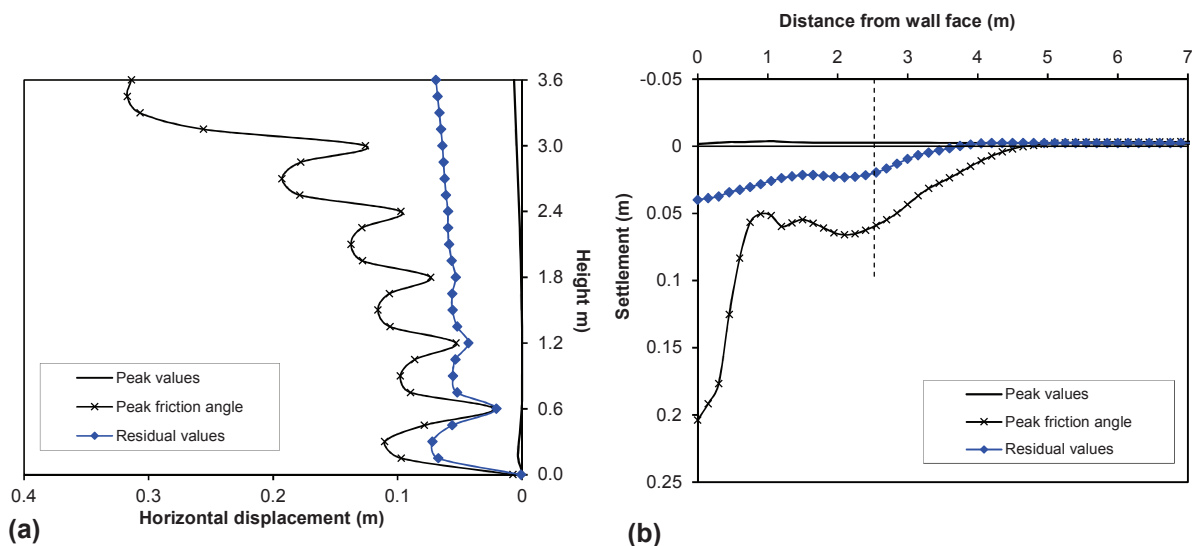 3.6
3.0
2.4
1.8
1.2
0.6
0.0
Height m)
Peak values
Peak friction angle
Residual values
0.4 0.3 0.2 0.1 0
Horizontal displacement (m)
(a)
Distance from wall face (m)
0 1 2 3 4 5 6 7
-0.05
0
0.05
0.1
0.15
0.2
0.25
Settlement (m)
Peak values
Peak friction angle
Residual values
(b)